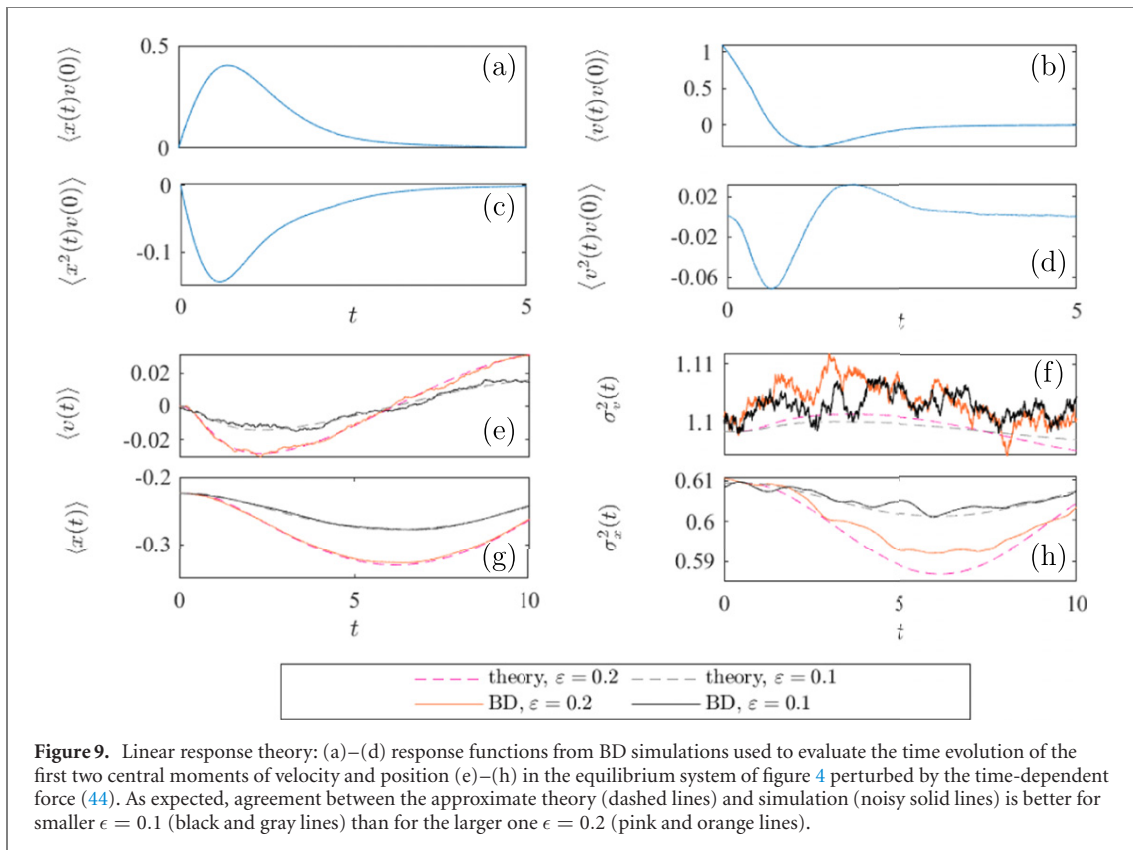 0.5
(a)
⟨x(t)v(0)⟩
0
1
(b)
⟨v(t)v(0)⟩
0.5
0
0
(c)
⟨x²(t)v(0)⟩
-0.1
0
5
t
0.02
⟨v²(t)v(0)⟩
-0.02
(d)
-0.06
0
5
t
0.02
⟨v(t)⟩
0
(e)
-0.02
1.11
(f)
σ²ᵥ(t)
1.1
-0.2
⟨x(t)⟩
-0.3
(g)
0
5
10
t
0.61
σ²ₓ(t)
0.6
0.59
(h)
0
5
10
t
theory, ε = 0.2
theory, ε = 0.1
BD, ε = 0.2
BD, ε = 0.1
Figure 9. Linear response theory: (a)–(d) response functions from BD simulations used to evaluate the time evolution of the
first two central moments of velocity and position (e)–(h) in the equilibrium system of figure 4 perturbed by the time-dependent
force (44). As expected, agreement between the approximate theory (dashed lines) and simulation (noisy solid lines) is better for
smaller ϵ = 0.1 (black and gray lines) than for the larger one ϵ = 0.2 (pink and orange lines).